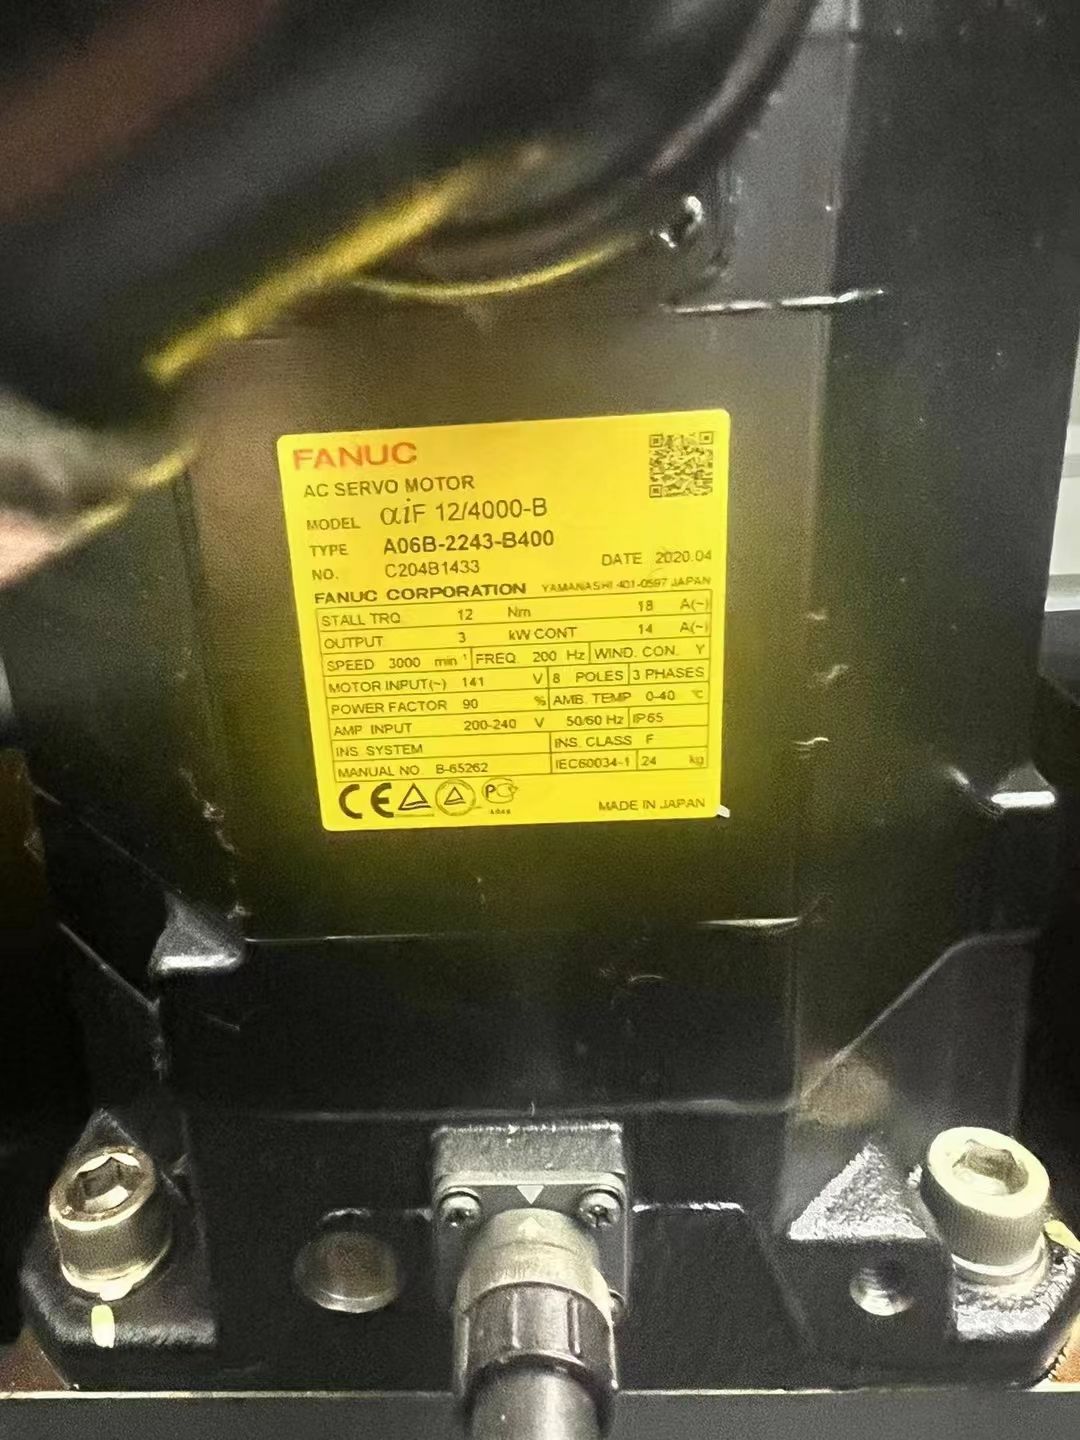 FANUC
AC SERVO MOTOR
MODEL αiF 12/4000-B
TYPE A06B-2243-B400
NO. C204B1433 DATE 2020.04
FANUC CORPORATION YAMANASHI 401-0597 JAPAN
STALL TRQ 12 Nm 18 A(~)
OUTPUT 3 kW CONT 14 A(~)
SPEED 3000 min⁻¹ FREQ. 200 Hz WIND. CON. Y
MOTOR INPUT(~) 141 V 8 POLES 3 PHASES
POWER FACTOR 90 % AMB. TEMP 0-40 ℃
AMP INPUT 200-240 V 50/60 Hz IP65
INS. SYSTEM INS. CLASS F
MANUAL NO. B-65262 IEC60034-1 24 kg
CE
MADE IN JAPAN